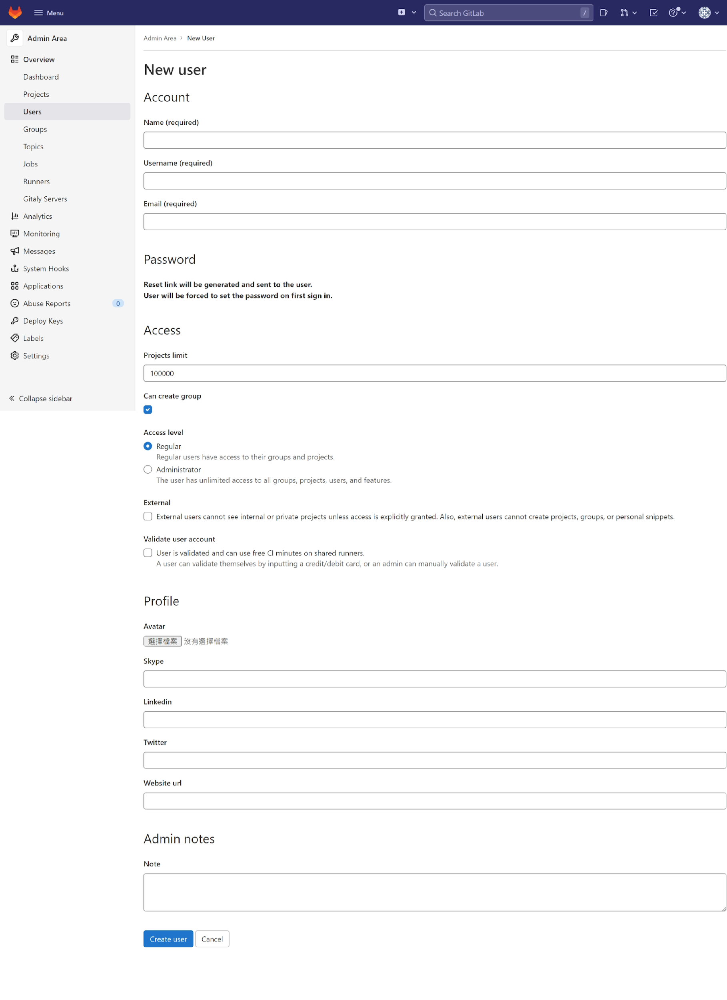 Menu
Search GitLab
/
Admin Area
Overview
Dashboard
Projects
Users
Groups
Topics
Jobs
Runners
Gitaly Servers
Analytics
Monitoring
Messages
System Hooks
Applications
Abuse Reports 0
Deploy Keys
Labels
Settings
Collapse sidebar
Admin Area › New User
New user
Account
Name (required)
Username (required)
Email (required)
Password
Reset link will be generated and sent to the user.
User will be forced to set the password on first sign in.
Access
Projects limit
100000
Can create group
Access level
Regular
Regular users have access to their groups and projects.
Administrator
The user has unlimited access to all groups, projects, users, and features.
External
External users cannot see internal or private projects unless access is explicitly granted. Also, external users cannot create projects, groups, or personal snippets.
Validate user account
User is validated and can use free CI minutes on shared runners.
A user can validate themselves by inputting a credit/debit card, or an admin can manually validate a user.
Profile
Avatar
選擇檔案 沒有選擇檔案
Skype
Linkedin
Twitter
Website url
Admin notes
Note
Create user Cancel